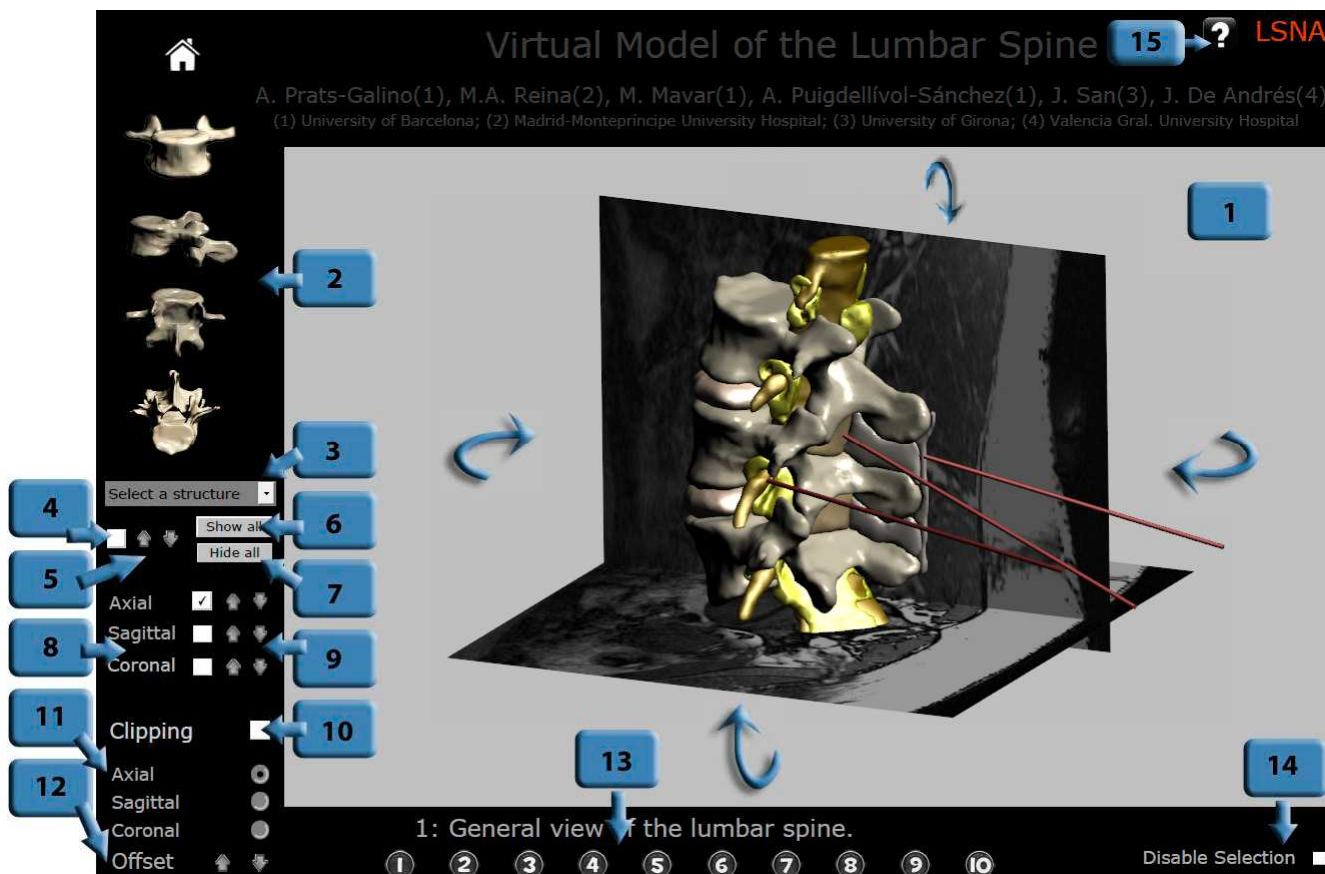 Virtual Model of the Lumbar Spine
15
?
LSNA
A. Prats-Galino(1), M.A. Reina(2), M. Mavar(1), A. Puigdellívol-Sánchez(1), J. San(3), J. De Andrés(4)
(1) University of Barcelona; (2) Madrid-Montepríncipe University Hospital; (3) University of Girona; (4) Valencia Gral. University Hospital
1
2
3
Select a structure
4
Show all
6
5
Hide all
7
Axial
8
Sagittal
9
Coronal
11
Clipping
10
12
Axial
Sagittal
Coronal
Offset
13
14
1: General view of the lumbar spine.
1 2 3 4 5 6 7 8 9 10
Disable Selection